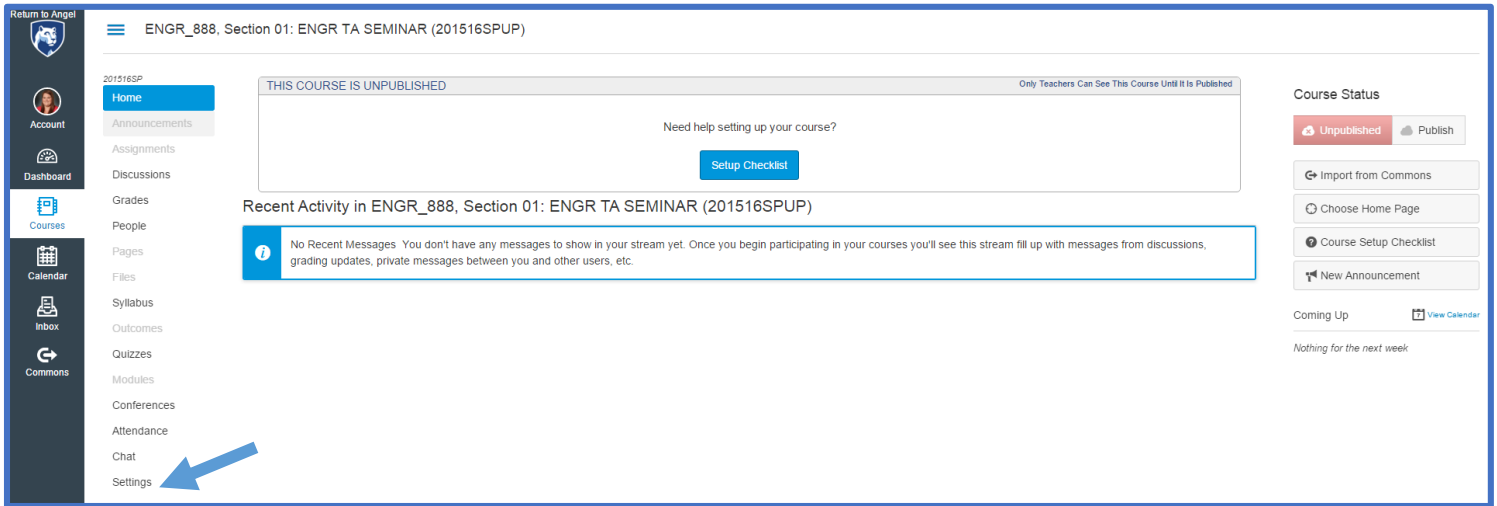 Return to Angel
ENGR_888, Section 01: ENGR TA SEMINAR (201516SPUP)
Account
Dashboard
Courses
Calendar
Inbox
Commons
201516SP
Home
Announcements
Assignments
Discussions
Grades
People
Pages
Files
Syllabus
Outcomes
Quizzes
Modules
Conferences
Attendance
Chat
Settings
THIS COURSE IS UNPUBLISHED
Only Teachers Can See This Course Until It Is Published
Need help setting up your course?
Setup Checklist
Recent Activity in ENGR_888, Section 01: ENGR TA SEMINAR (201516SPUP)
No Recent Messages You don't have any messages to show in your stream yet. Once you begin participating in your courses you'll see this stream fill up with messages from discussions,
grading updates, private messages between you and other users, etc.
Course Status
Unpublished
Publish
Import from Commons
Choose Home Page
Course Setup Checklist
New Announcement
Coming Up
7 View Calendar
Nothing for the next week